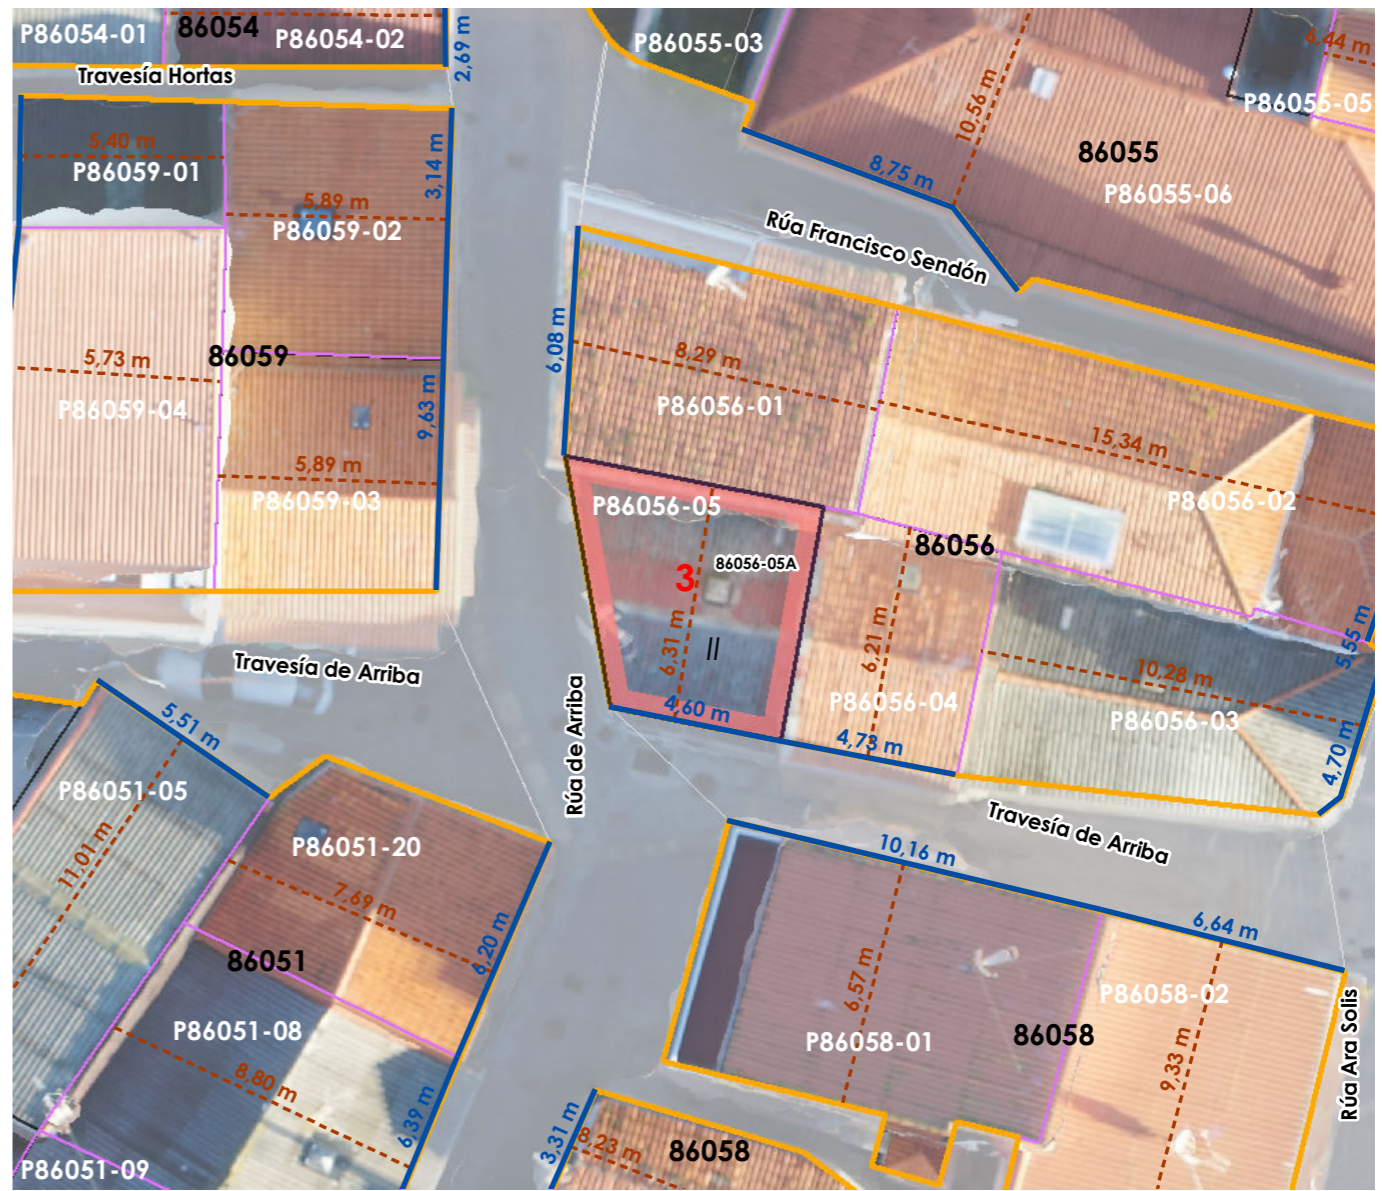 P86054-01
86054
P86054-02
2,69 m
P86055-03
6,44 m
Travesía Hortas
10,56 m
P86055-05
5,40 m
P86059-01
3,14 m
8,75 m
86055
P86055-06
5,89 m
P86059-02
Rúa Francisco Sendón
6,08 m
8,29 m
5,73 m
86059
P86059-04
9,63 m
P86056-01
15,34 m
5,89 m
P86059-03
P86056-05
P86056-02
86056
86056-05A
3
6,31 m
II
6,21 m
5,55 m
Travesía de Arriba
10,28 m
4,60 m
P86056-04
P86056-03
5,51 m
Rúa de Arriba
4,73 m
4,70 m
P86051-05
11,01 m
P86051-20
10,16 m
Travesía de Arriba
7,69 m
6,20 m
6,64 m
86051
6,57 m
P86058-02
P86051-08
P86058-01
86058
9,33 m
Rúa Ara Solis
8,80 m
6,39 m
3,31 m
8,23 m
86058
P86051-09